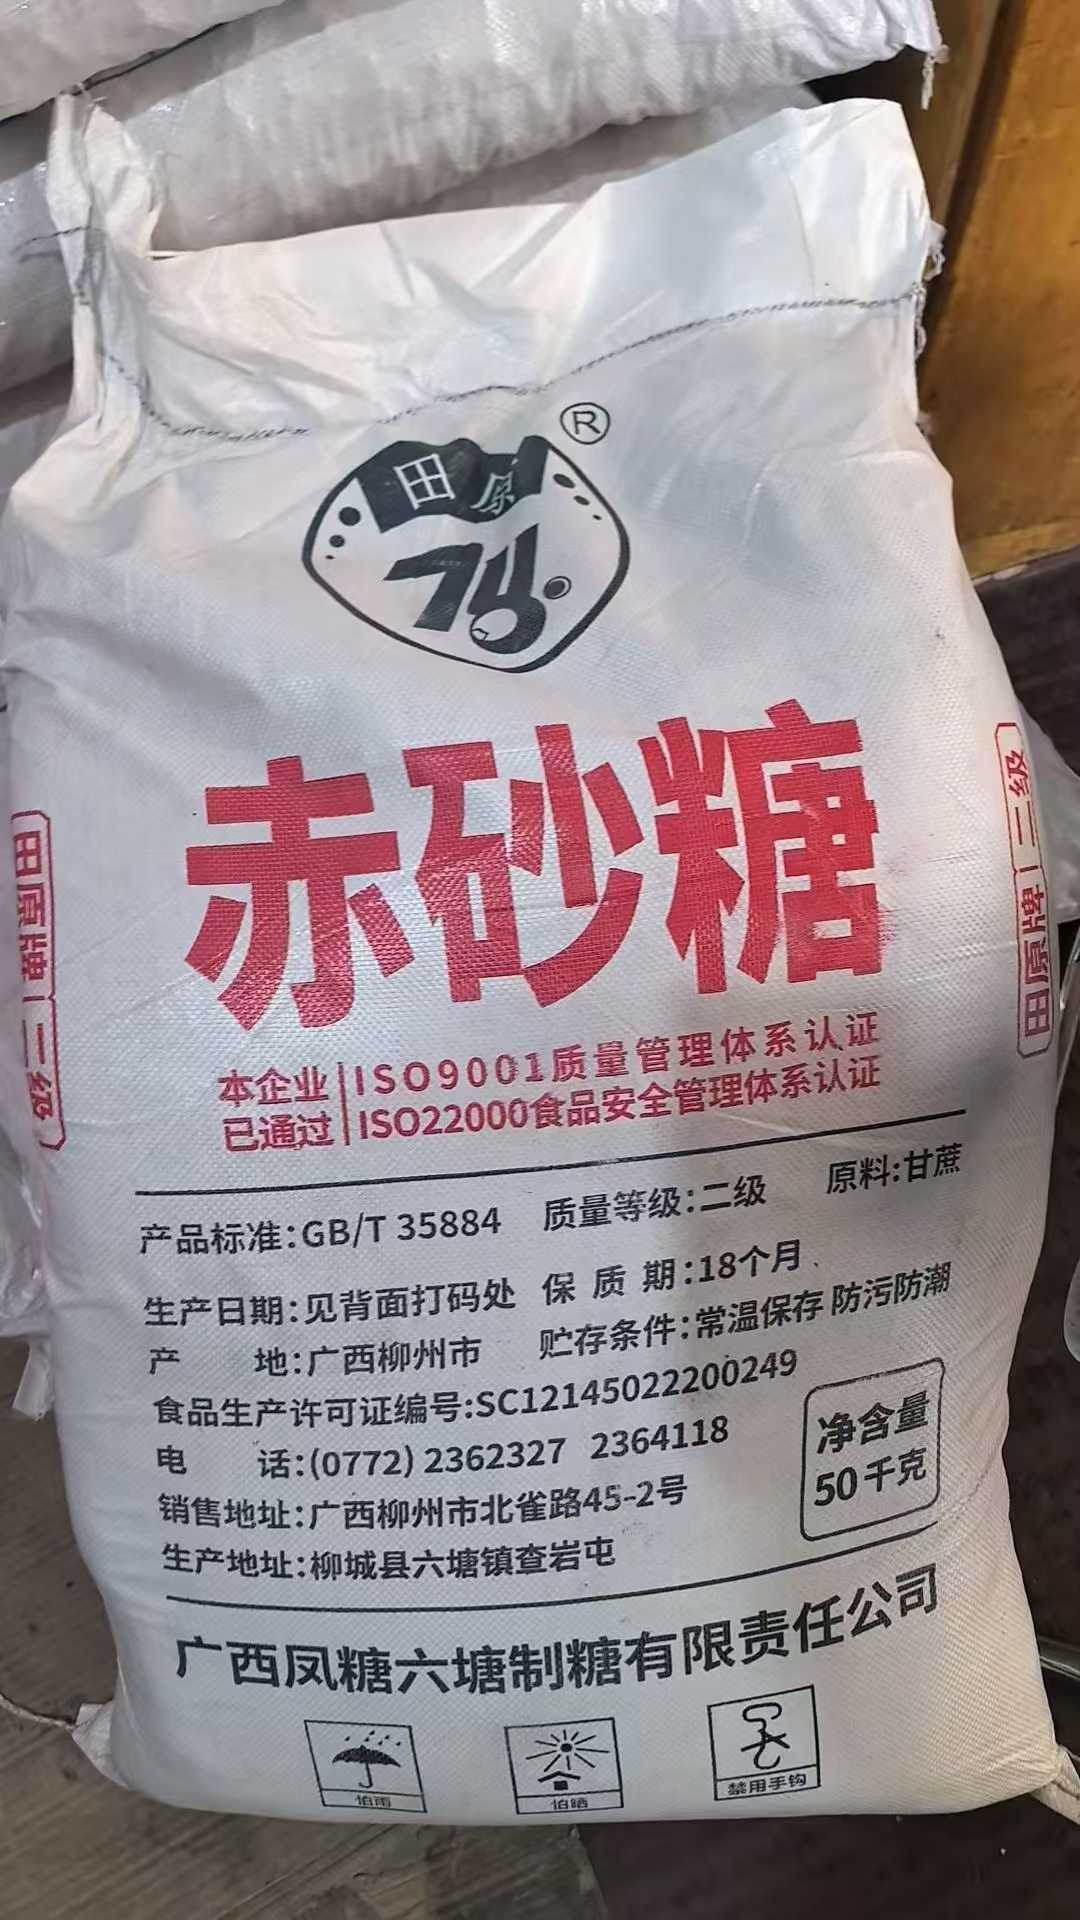 ®
田原
赤砂糖
田原牌 二级
田原牌 二级
本企业 ISO9001质量管理体系认证
已通过 ISO22000食品安全管理体系认证
产品标准:GB/T 35884 质量等级:二级 原料:甘蔗
生产日期:见背面打码处 保质期:18个月
产地:广西柳州市 贮存条件:常温保存 防污防潮
食品生产许可证编号:SC12145022200249
电话:(0772) 2362327 2364118
销售地址:广西柳州市北雀路45-2号
生产地址:柳城县六塘镇查岩屯
净含量
50千克
广西凤糖六塘制糖有限责任公司
怕雨
怕晒
禁用手钩